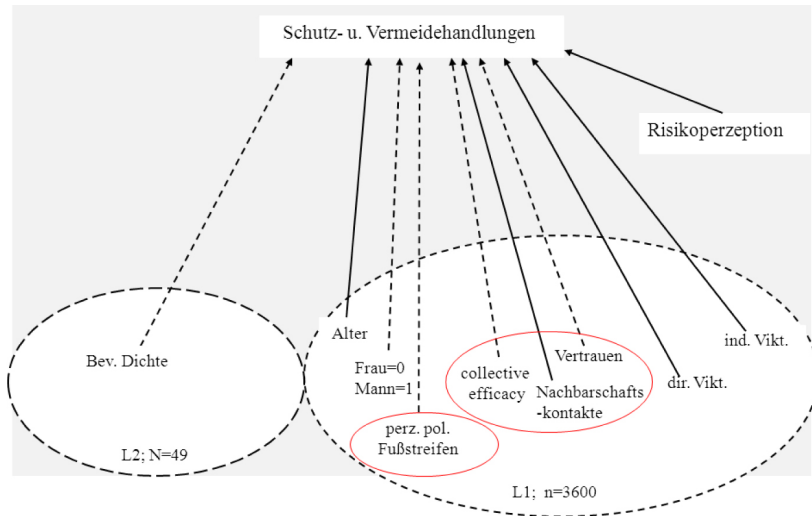 Schutz- u. Vermeidehandlungen
Risikoperzeption
Alter
ind. Vikt.
Bev. Dichte
Frau=0
Mann=1
Vertrauen
collective
efficacy
Nachbarschafts
-kontakte
dir. Vikt.
perz. pol.
Fußstreifen
L2; N=49
L1;  n=3600